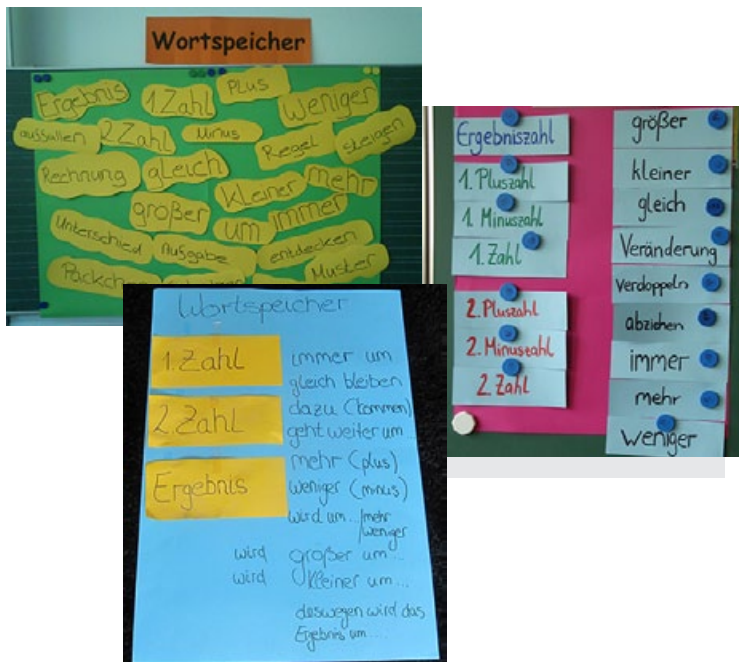 Wortspeicher
Ergebnis 1.Zahl Plus weniger
auffallen 2.Zahl Minus Regel steigen
Rechnung gleich kleiner mehr
größer um immer
Unterschied Aufgabe entdecken
Päckchen Muster
Ergebniszahl
1. Pluszahl
1. Minuszahl
1. Zahl
2. Pluszahl
2. Minuszahl
2. Zahl
größer
kleiner
gleich
Veränderung
verdoppeln
abziehen
immer
mehr
weniger
Wortspeicher
1. Zahl
2. Zahl
Ergebnis
immer um
gleich bleiben
dazu (kommen)
geht weiter um...
mehr (plus)
weniger (minus)
wird um.../mehr
/weniger
wird größer um...
wird kleiner um...
deswegen wird das
Ergebnis um....